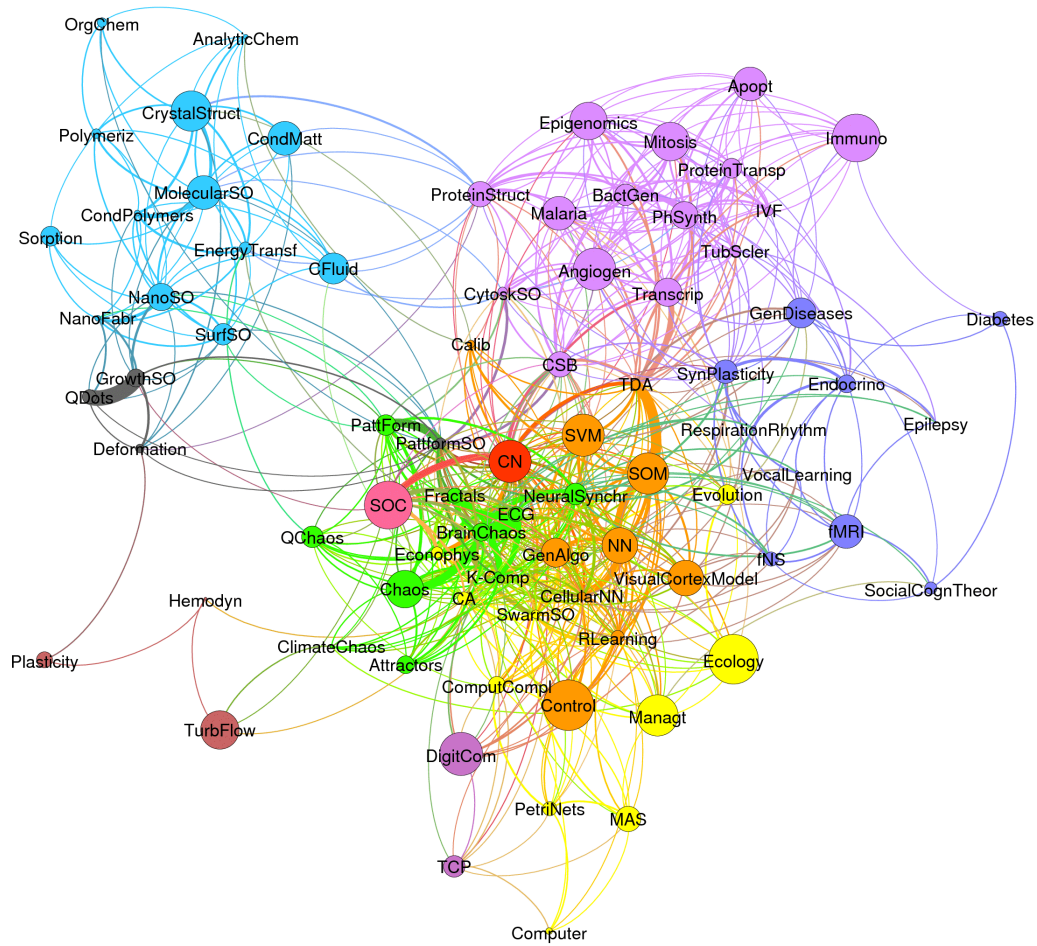 OrgChem
AnalyticChem
Apopt
CrystalStruct
Epigenomics
Polymeriz
CondMatt
Mitosis
Immuno
ProteinTransp
MolecularSO
ProteinStruct
BactGen
CondPolymers
Malaria
PhSynth
IVF
Sorption
EnergyTransf
TubScler
CFluid
Angiogen
NanoSO
CytoskSO
Transcrip
NanoFabr
GenDiseases
Diabetes
SurfSO
Calib
CSB
GrowthSO
SynPlasticity
TDA
Endocrino
QDots
PattForm
Epilepsy
RespirationRhythm
Deformation
PattformSO
SVM
CN
SOM
VocalLearning
Fractals
NeuralSynchr
Evolution
SOC
ECG
BrainChaos
fMRI
QChaos
NN
Econophys
GenAlgo
fNS
K-Comp
VisualCortexModel
Chaos
CellularNN
SocialCognTheor
Hemodyn
CA
SwarmSO
RLearning
ClimateChaos
Plasticity
Attractors
Ecology
ComputCompl
Control
Managt
TurbFlow
DigitCom
PetriNets
MAS
TCP
Computer